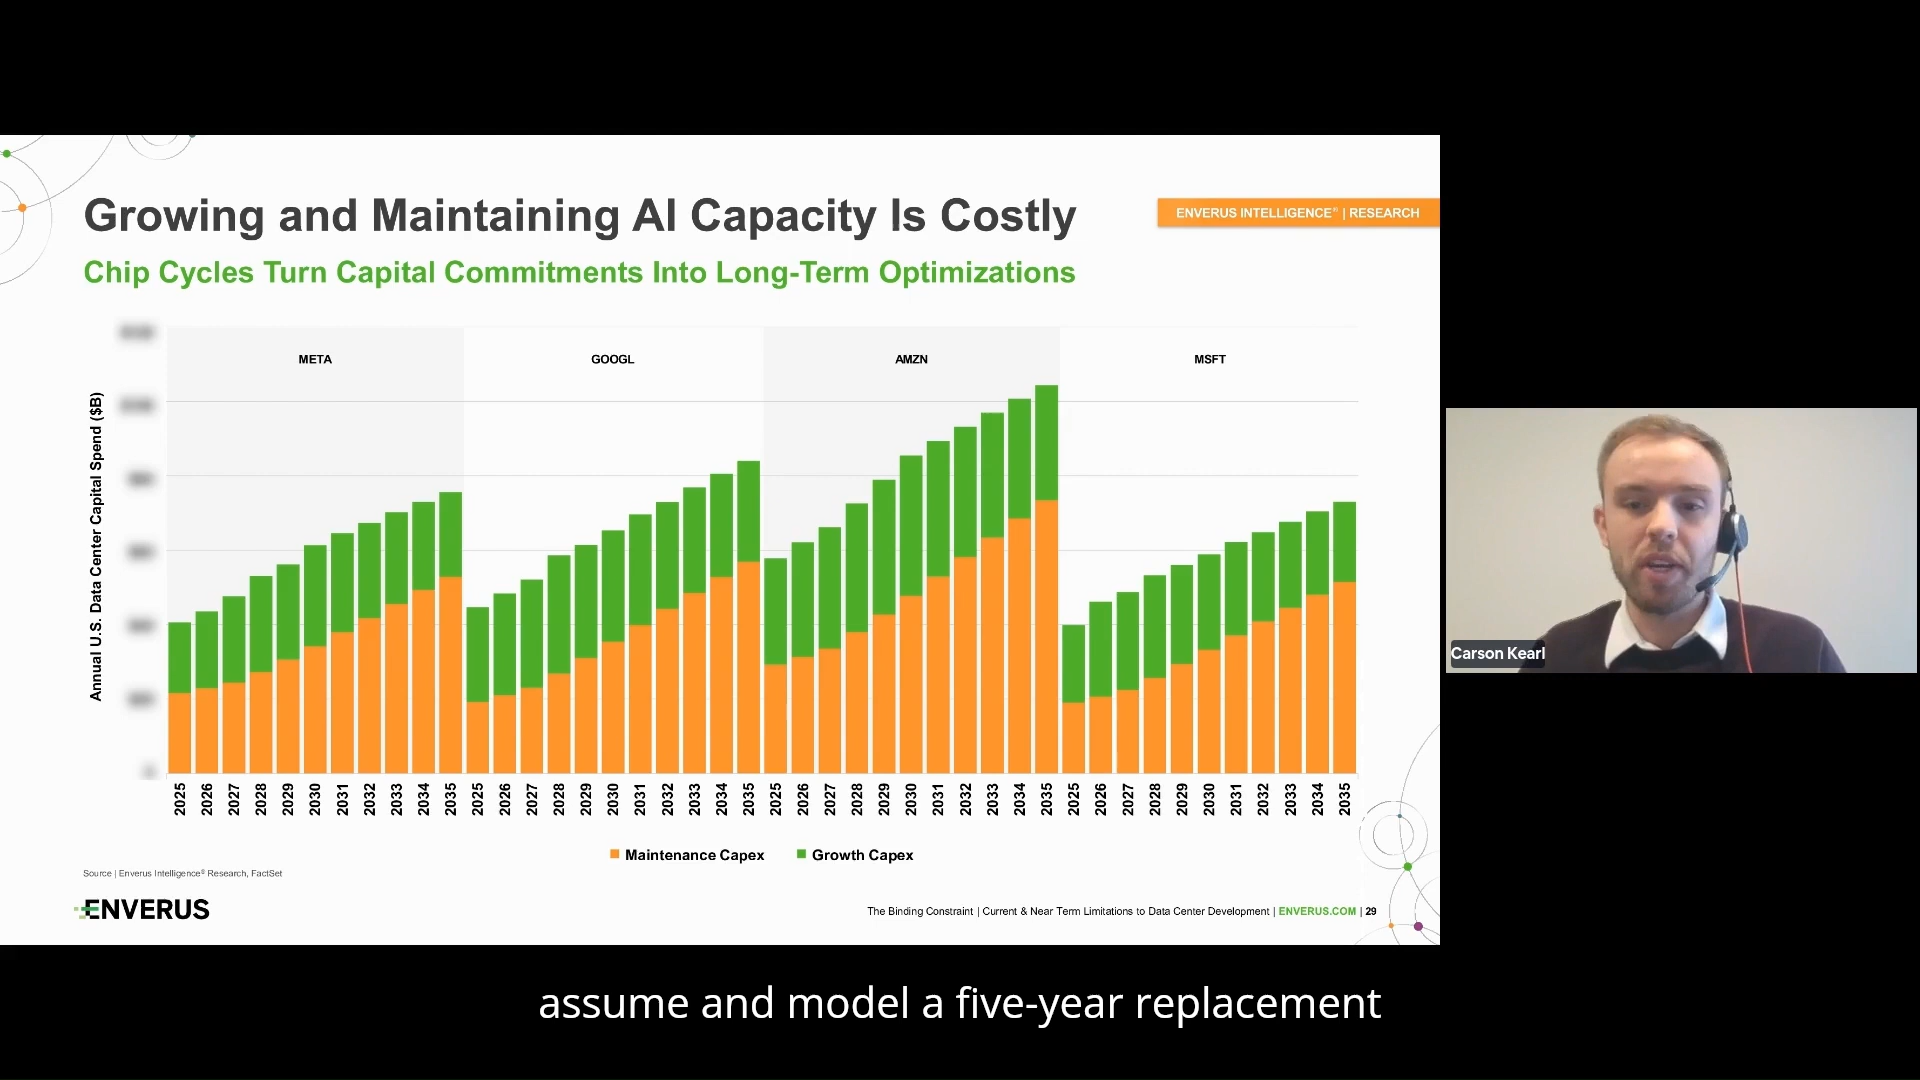 Growing and Maintaining AI Capacity Is Costly
ENVERUS INTELLIGENCE® | RESEARCH
Chip Cycles Turn Capital Commitments Into Long-Term Optimizations
META
GOOGL
AMZN
MSFT
Annual U.S. Data Center Capital Spend ($B)
2025 2026 2027 2028 2029 2030 2031 2032 2033 2034 2035 2025 2026 2027 2028 2029 2030 2031 2032 2033 2034 2035 2025 2026 2027 2028 2029 2030 2031 2032 2033 2034 2035 2025 2026 2027 2028 2029 2030 2031 2032 2033 2034 2035
Maintenance Capex
Growth Capex
Source | Enverus Intelligence® Research, FactSet
ENVERUS
The Binding Constraint | Current & Near Term Limitations to Data Center Development | ENVERUS.COM | 29
Carson Kearl
assume and model a five-year replacement